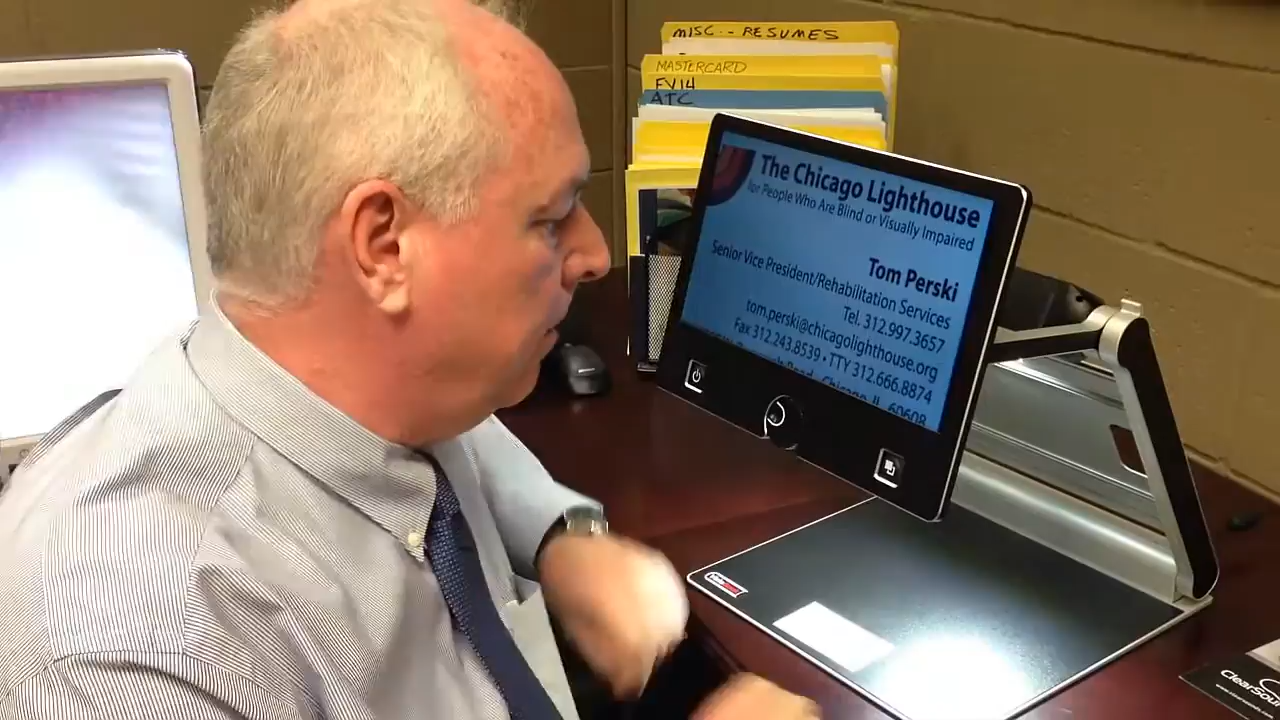 MISC. - RESUMES
MASTERCARD
FY14
ATC
The Chicago Lighthouse
for People Who Are Blind or Visually Impaired
Tom Perski
Senior Vice President/Rehabilitation Services
Tel. 312.997.3657
tom.perski@chicagolighthouse.org
Fax 312.243.8539 • TTY 312.666.8874
Road, Chicago, IL 60608